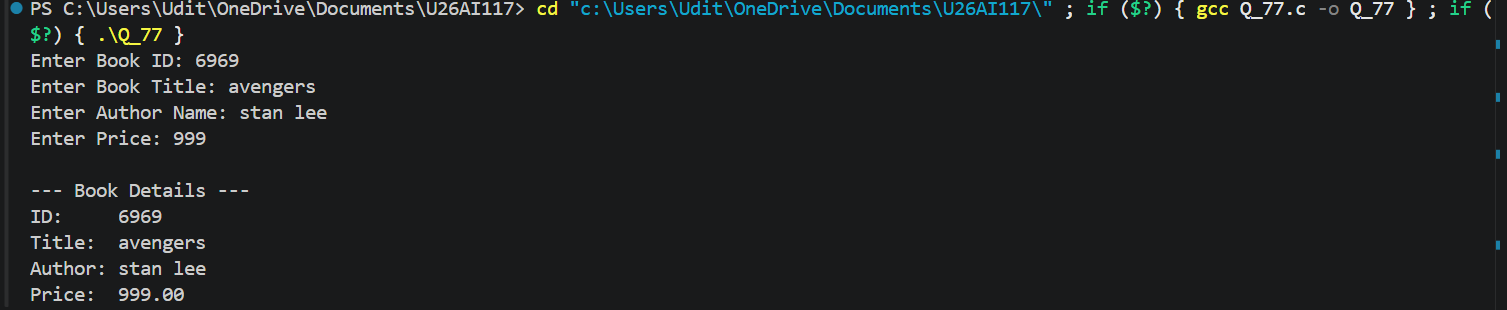 PS C:\Users\Udit\OneDrive\Documents\U26AI117> cd "c:\Users\Udit\OneDrive\Documents\U26AI117\" ; if ($?) { gcc Q_77.c -o Q_77 } ; if (
$?) { .\Q_77 }
Enter Book ID: 6969
Enter Book Title: avengers
Enter Author Name: stan lee
Enter Price: 999
--- Book Details ---
ID:     6969
Title:  avengers
Author: stan lee
Price:  999.00